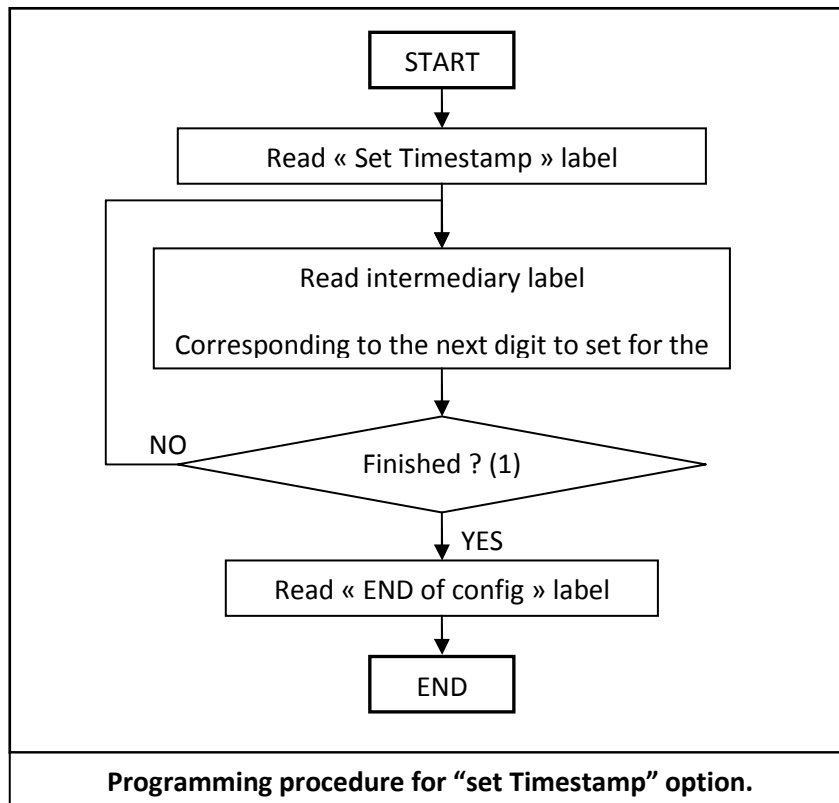 START
Read « Set Timestamp » label
Read intermediary label
Corresponding to the next digit to set for the
NO
Finished ? (1)
YES
Read « END of config » label
END
Programming procedure for “set Timestamp” option.